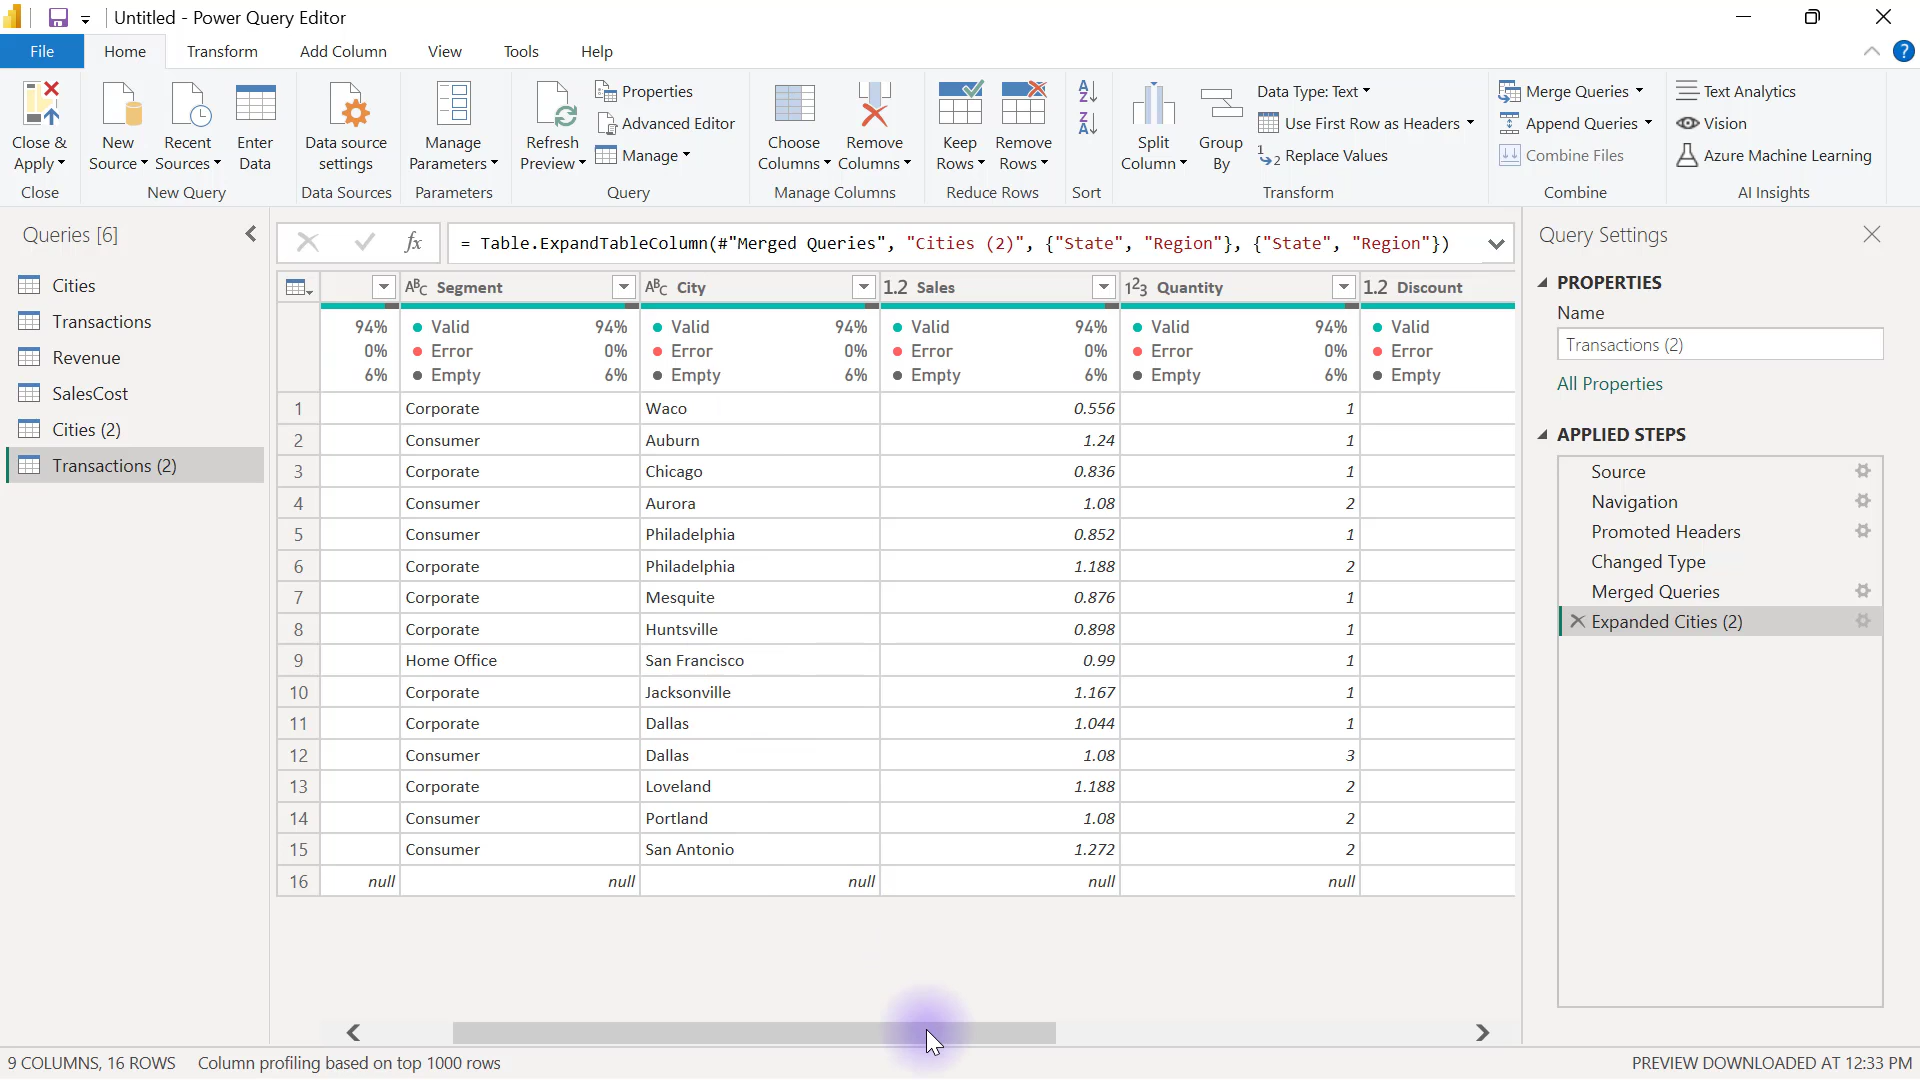 Untitled - Power Query Editor
File Home Transform Add Column View Tools Help
Close & Apply
Close
New Source
Recent Sources
Enter Data
New Query
Data source settings
Data Sources
Manage Parameters
Parameters
Refresh Preview
Properties
Advanced Editor
Manage
Query
Choose Columns
Remove Columns
Manage Columns
Keep Rows
Remove Rows
Reduce Rows
Sort
Split Column
Group By
Data Type: Text
Use First Row as Headers
Replace Values
Transform
Merge Queries
Append Queries
Combine Files
Combine
Text Analytics
Vision
Azure Machine Learning
AI Insights
Queries [6]
Cities
Transactions
Revenue
SalesCost
Cities (2)
Transactions (2)
fx = Table.ExpandTableColumn(#"Merged Queries", "Cities (2)", {"State", "Region"}, {"State", "Region"})
ABC Segment ABC City 1.2 Sales 123 Quantity 1.2 Discount
94% Valid 94% Valid 94% Valid 94% Valid 94% Valid
0% Error 0% Error 0% Error 0% Error 0% Error
6% Empty 6% Empty 6% Empty 6% Empty 6% Empty
1 Corporate Waco 0.556 1
2 Consumer Auburn 1.24 1
3 Corporate Chicago 0.836 1
4 Consumer Aurora 1.08 2
5 Consumer Philadelphia 0.852 1
6 Corporate Philadelphia 1.188 2
7 Corporate Mesquite 0.876 1
8 Corporate Huntsville 0.898 1
9 Home Office San Francisco 0.99 1
10 Corporate Jacksonville 1.167 1
11 Corporate Dallas 1.044 1
12 Consumer Dallas 1.08 3
13 Corporate Loveland 1.188 2
14 Consumer Portland 1.08 2
15 Consumer San Antonio 1.272 2
16 null null null null null
Query Settings
PROPERTIES
Name
Transactions (2)
All Properties
APPLIED STEPS
Source
Navigation
Promoted Headers
Changed Type
Merged Queries
Expanded Cities (2)
9 COLUMNS, 16 ROWS Column profiling based on top 1000 rows PREVIEW DOWNLOADED AT 12:33 PM